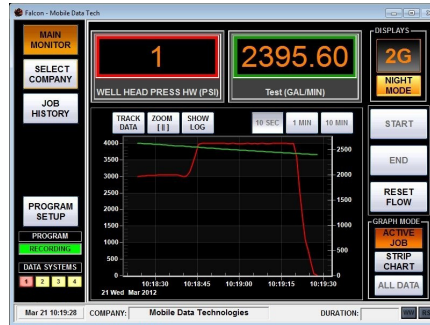 Falcon - Mobile Data Tech
MAIN
MONITOR
SELECT
COMPANY
JOB
HISTORY
PROGRAM
SETUP
PROGRAM
RECORDING
DATA SYSTEMS
1 2 3 4
1
WELL HEAD PRESS HW (PSI)
2395.60
Test (GAL/MIN)
TRACK
DATA
ZOOM
[ || ]
SHOW
LOG
10 SEC
1 MIN
10 MIN
4000
3500
3000
2500
2000
1500
1000
500
0
2500
2000
1500
1000
500
0
10:18:30 10:18:45 10:19:00 10:19:15 10:19:30
21 Wed Mar 2012
DISPLAYS
2G
NIGHT
MODE
START
END
RESET
FLOW
GRAPH MODE
ACTIVE
JOB
STRIP
CHART
ALL DATA
Mar 21 10:19:28 COMPANY: Mobile Data Technologies DURATION: